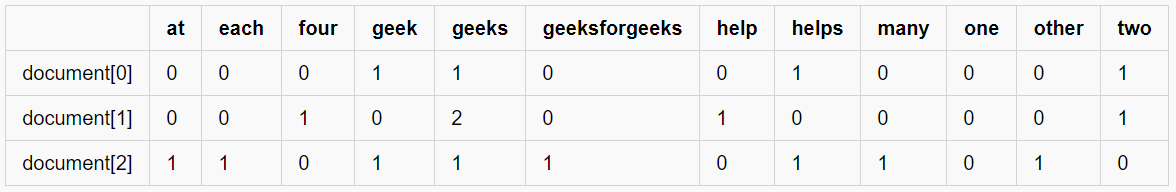 at each four geek geeks geeksforgeeks help helps many one other two
document[0] 0 0 0 1 1 0 0 1 0 0 0 1
document[1] 0 0 1 0 2 0 1 0 0 0 0 1
document[2] 1 1 0 1 1 1 0 1 1 0 1 0